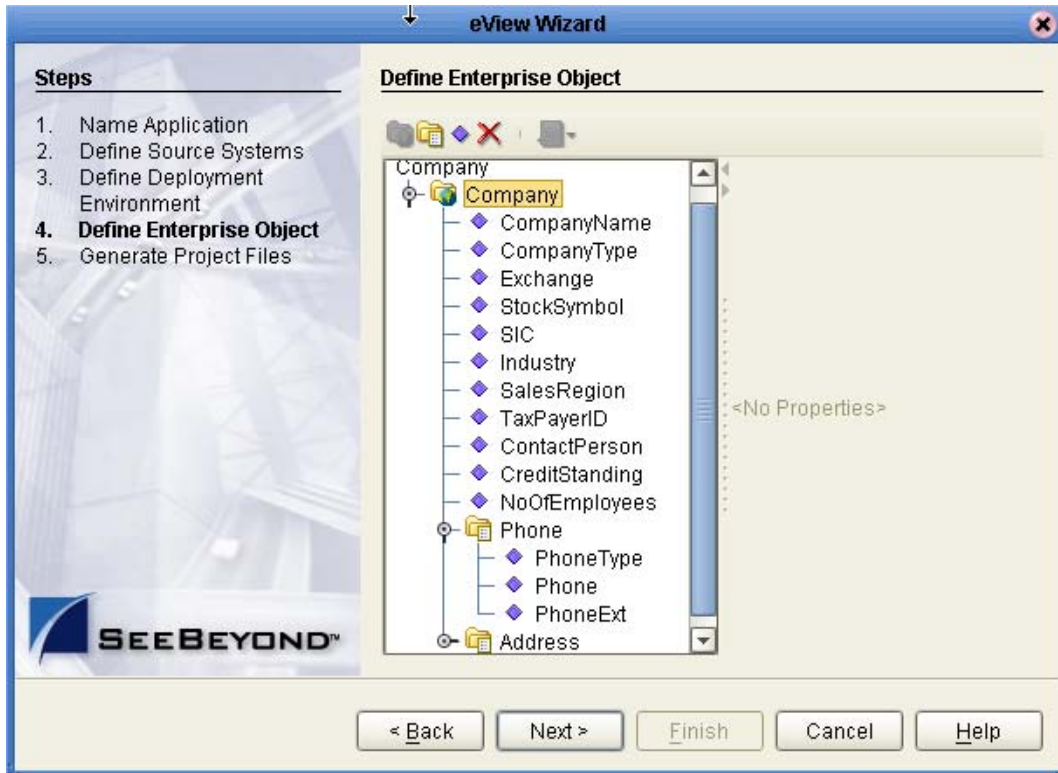 eView Wizard
Steps
1. Name Application
2. Define Source Systems
3. Define Deployment
Environment
4. Define Enterprise Object
5. Generate Project Files
SEEBEYOND™
Define Enterprise Object
Company
Company
CompanyName
CompanyType
Exchange
StockSymbol
SIC
Industry
SalesRegion
TaxPayerID
ContactPerson
CreditStanding
NoOfEmployees
Phone
PhoneType
Phone
PhoneExt
Address
<No Properties>
< Back
Next >
Finish
Cancel
Help